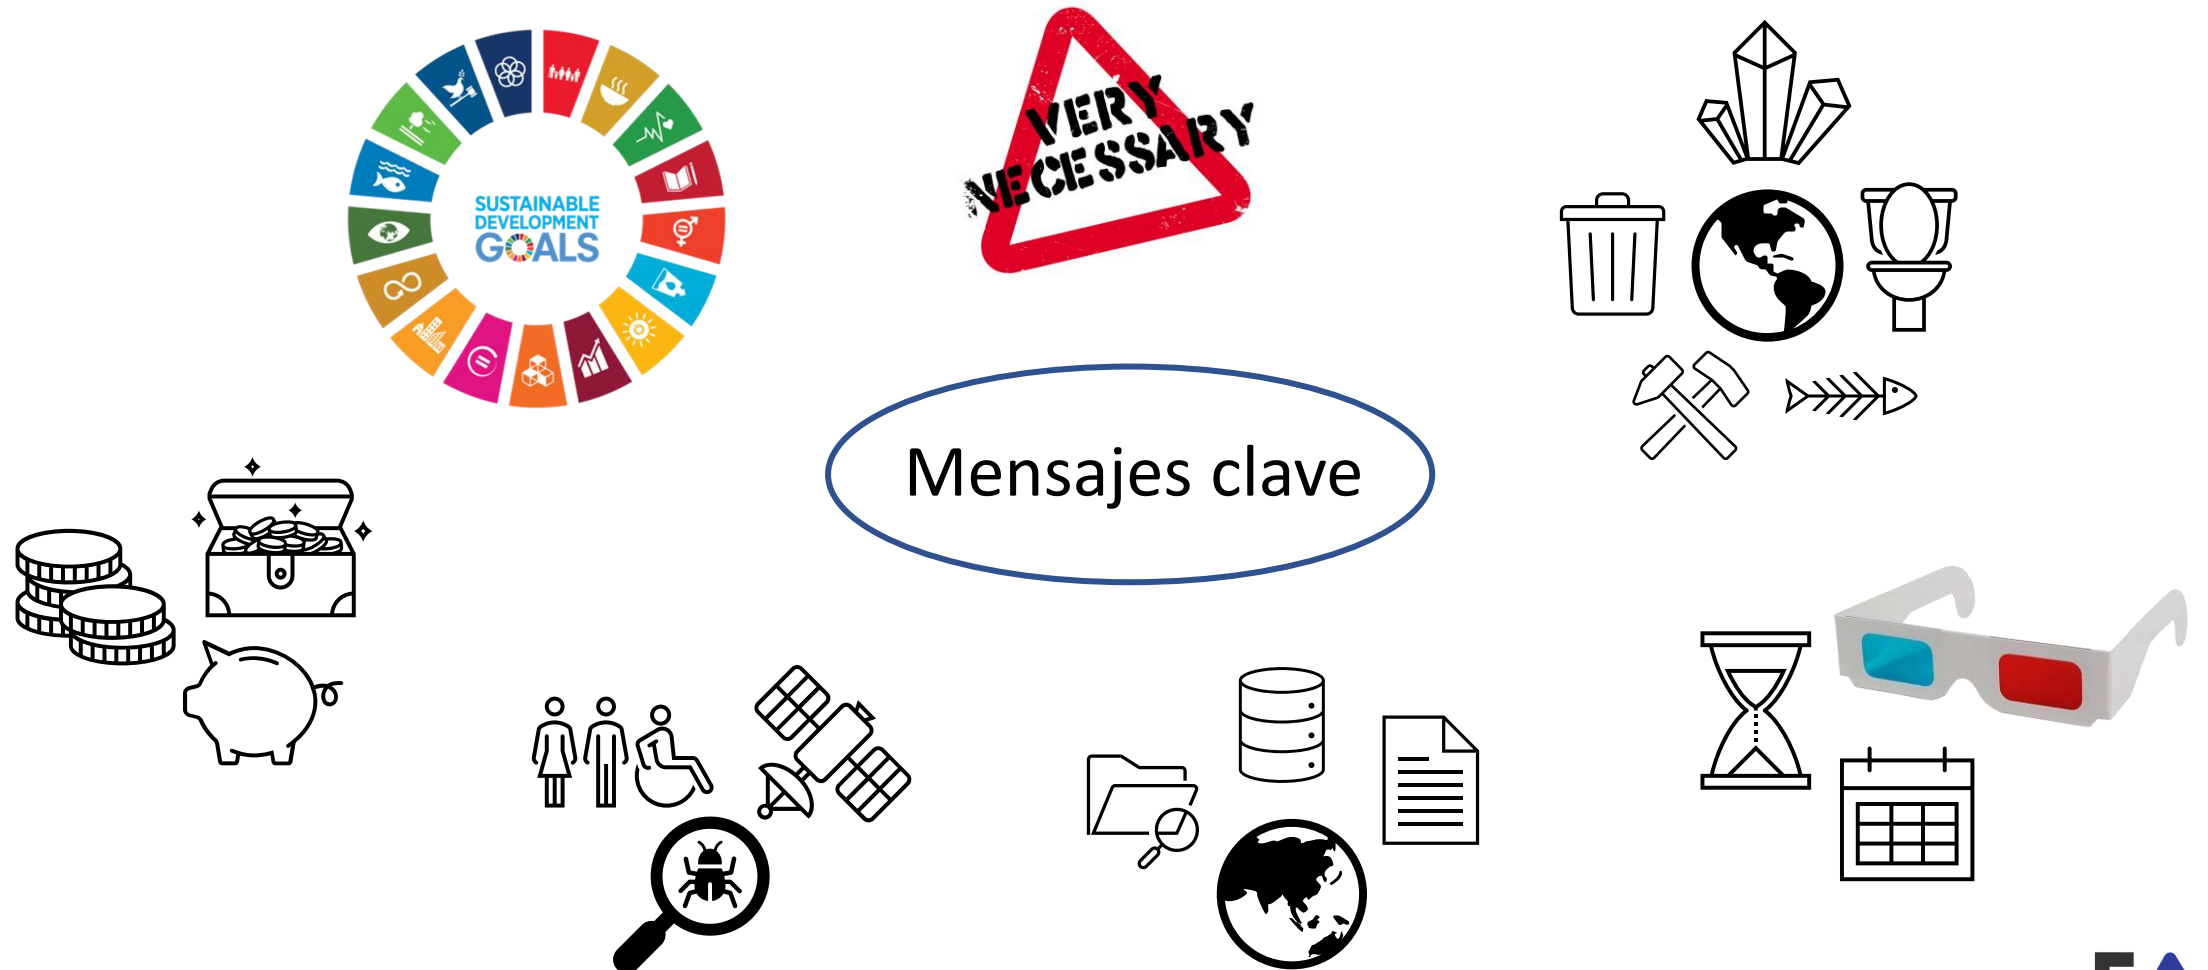 SUSTAINABLE
DEVELOPMENT
GOALS
VERY
NECESSARY
Mensajes clave